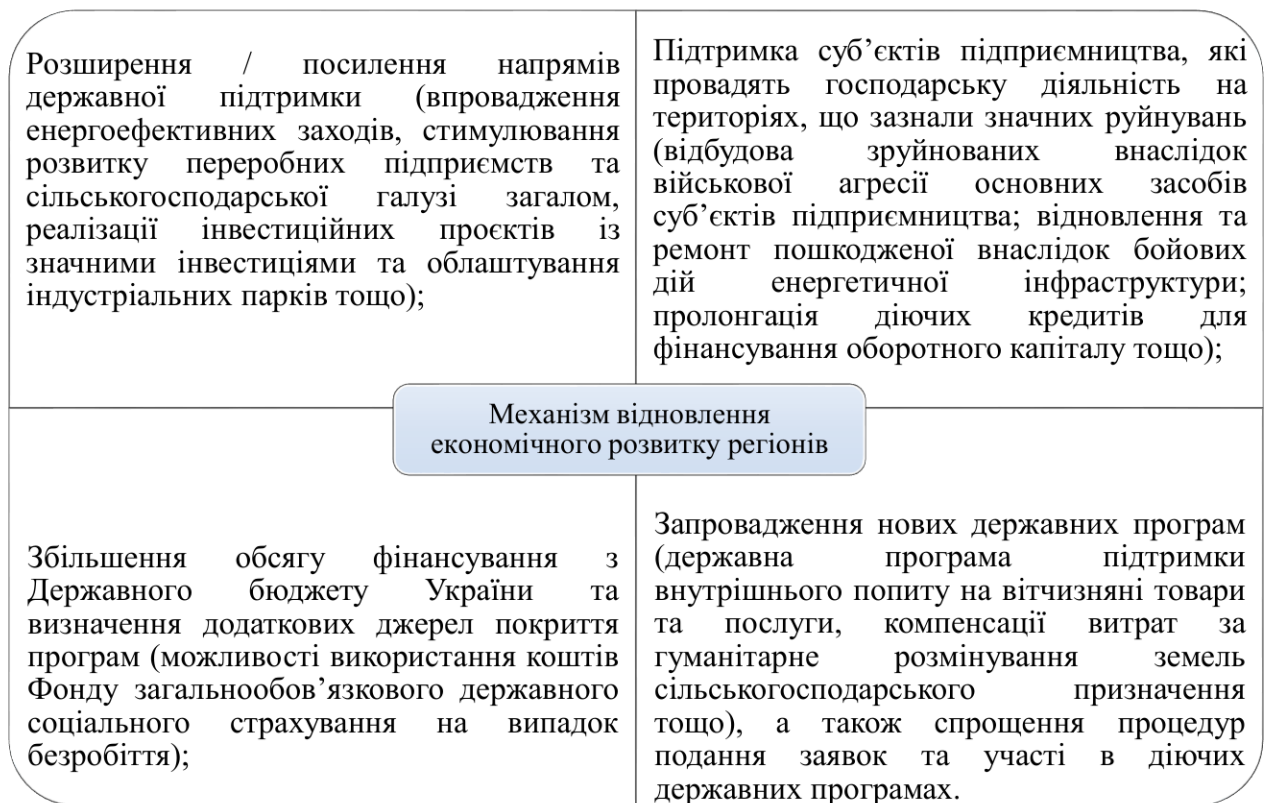 Розширення / посилення напрямів
державної підтримки (впровадження
енергоефективних заходів, стимулювання
розвитку переробних підприємств та
сільськогосподарської галузі загалом,
реалізації інвестиційних проєктів із
значними інвестиціями та облаштування
індустріальних парків тощо);
Підтримка суб’єктів підприємництва, які
провадять господарську діяльність на
територіях, що зазнали значних руйнувань
(відбудова зруйнованих внаслідок
військової агресії основних засобів
суб’єктів підприємництва; відновлення та
ремонт пошкодженої внаслідок бойових
дій енергетичної інфраструктури;
пролонгація діючих кредитів для
фінансування оборотного капіталу тощо);
Механізм відновлення
економічного розвитку регіонів
Збільшення обсягу фінансування з
Державного бюджету України та
визначення додаткових джерел покриття
програм (можливості використання коштів
Фонду загальнообов’язкового державного
соціального страхування на випадок
безробіття);
Запровадження нових державних програм
(державна програма підтримки
внутрішнього попиту на вітчизняні товари
та послуги, компенсації витрат за
гуманітарне розмінування земель
сільськогосподарського призначення
тощо), а також спрощення процедур
подання заявок та участі в діючих
державних програмах.